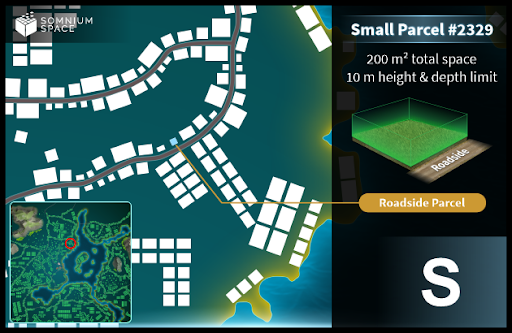 SOMNIUM
SPACE
Small Parcel #2329
200 m² total space
10 m height & depth limit
Roadside
Roadside Parcel
S